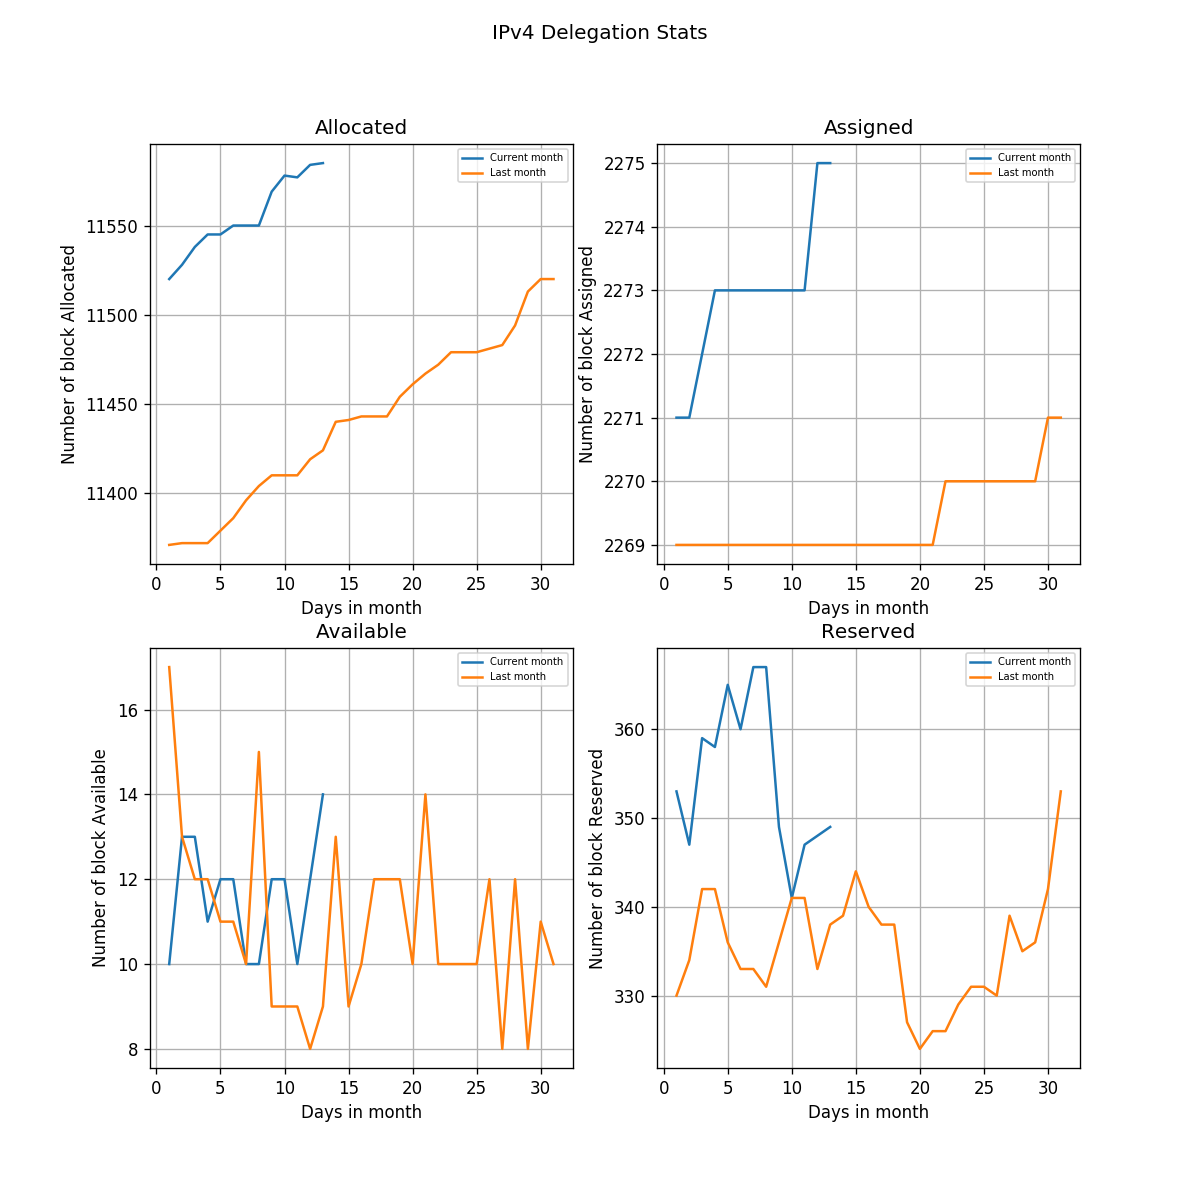 IPv4 Delegation Stats
Allocated
Number of block Allocated
11550
11500
11450
11400
Current month
Last month
0 5 10 15 20 25 30
Days in month
Assigned
Number of block Assigned
2275
2274
2273
2272
2271
2270
2269
Current month
Last month
0 5 10 15 20 25 30
Days in month
Available
Number of block Available
16
14
12
10
8
Current month
Last month
0 5 10 15 20 25 30
Days in month
Reserved
Number of block Reserved
360
350
340
330
Current month
Last month
0 5 10 15 20 25 30
Days in month